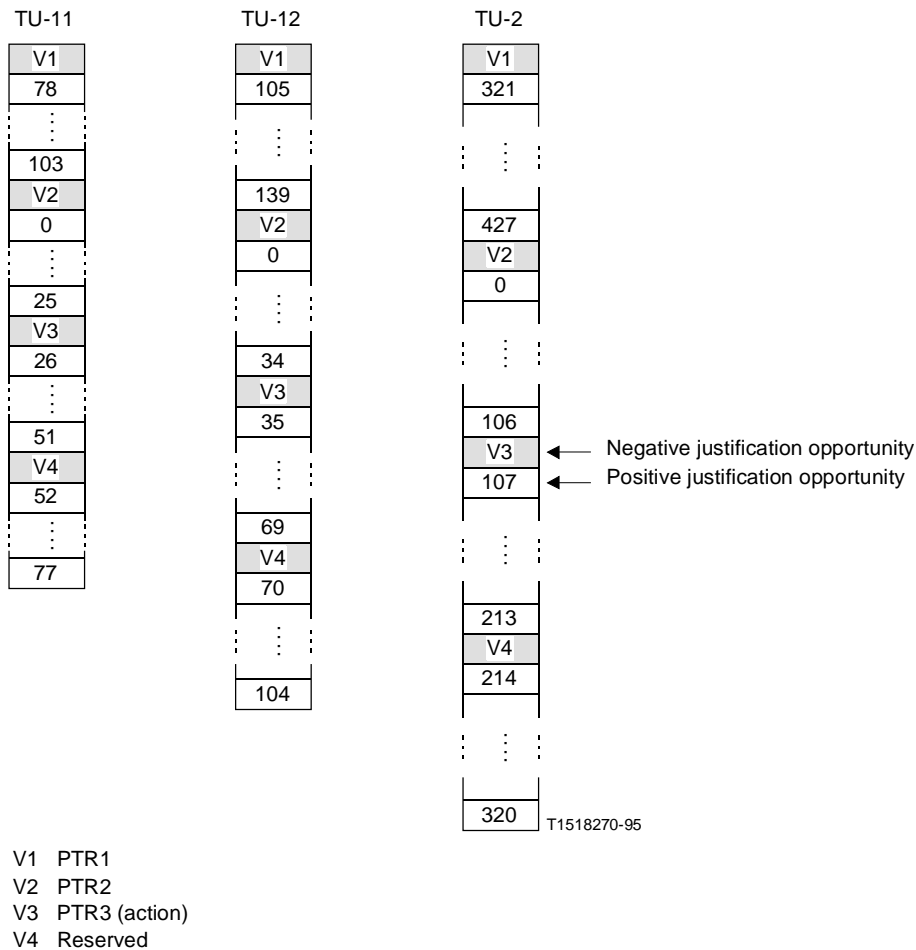 TU-11
V1
78
103
V2
0
25
V3
26
51
V4
52
77
TU-12
V1
105
139
V2
0
34
V3
35
69
V4
70
104
TU-2
V1
321
427
V2
0
106
V3
107
213
V4
214
320
Negative justification opportunity
Positive justification opportunity
T1518270-95
V1 PTR1
V2 PTR2
V3 PTR3 (action)
V4 Reserved